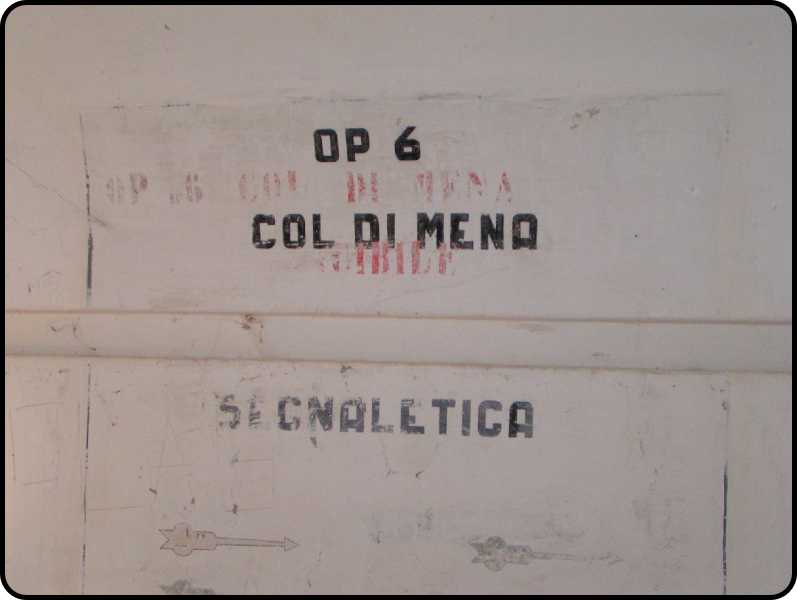 OP 6
OP 6 COL DI MENA
COL DI MENA
SEGNALETICA